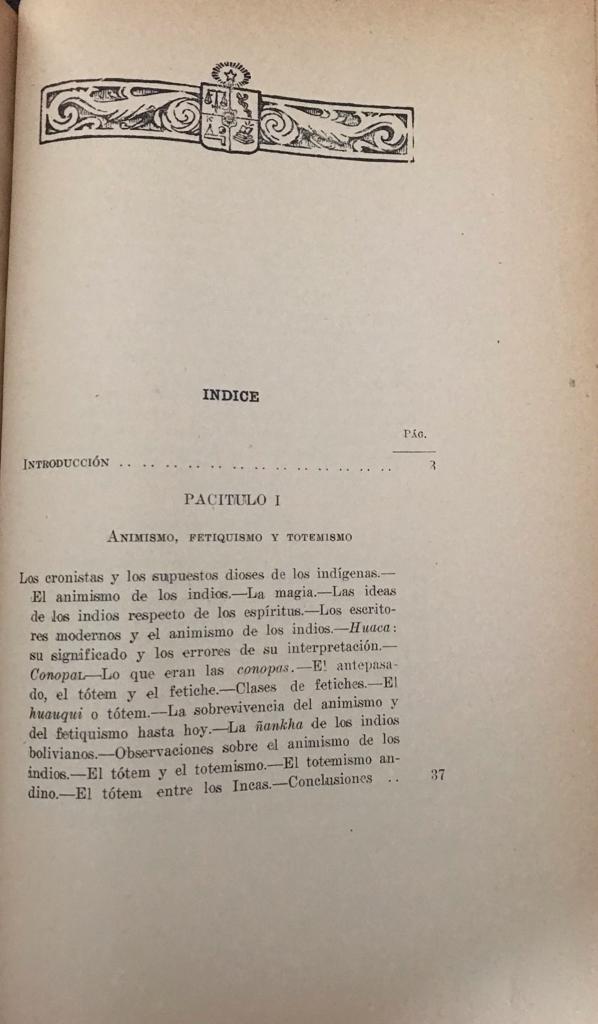 INDICE
PÁG.
INTRODUCCIÓN .. .. .. .. .. .. .. .. .. .. .. .. .. 3
PACITULO I
ANIMISMO, FETIQUISMO Y TOTEMISMO
Los cronistas y los supuestos dioses de los indígenas.—
El animismo de los indios.—La magia.—Las ideas
de los indios respecto de los espíritus.—Los escrito-
res modernos y el animismo de los indios.—Huaca:
su significado y los errores de su interpretación.—
Conopal—Lo que eran las conopas.—El antepasa-
do, el tótem y el fetiche.—Clases de fetiches.—El
huauqui o tótem.—La sobrevivencia del animismo y
del fetiquismo hasta hoy.—La ñankha de los indios
bolivianos.—Observaciones sobre el animismo de los
indios.—El tótem y el totemismo.—El totemismo an-
dino.—El tótem entre los Incas.—Conclusiones .. 37